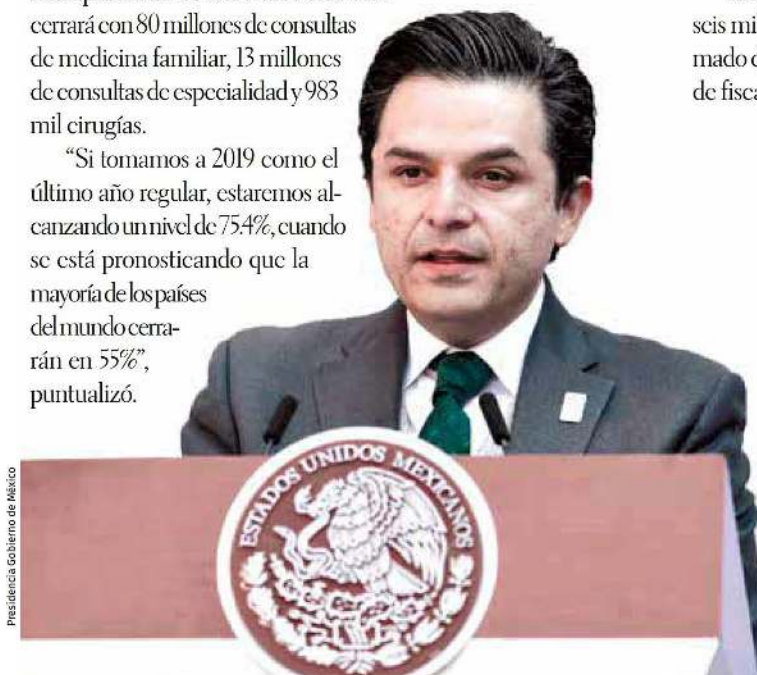 cerrará con 80 millones de consultas
de medicina familiar, 13 millones
de consultas de especialidad y 983
mil cirugías.
“Si tomamos a 2019 como el
último año regular, estaremos al-
canzando un nivel de 75.4%, cuando
se está pronosticando que la
mayoría de los países
del mundo cerra-
rán en 55%”,
puntualizó.
seis mi
mado
de fisca
Presidencia Gobierno de México
ESTADOS UNIDOS MEXICANOS